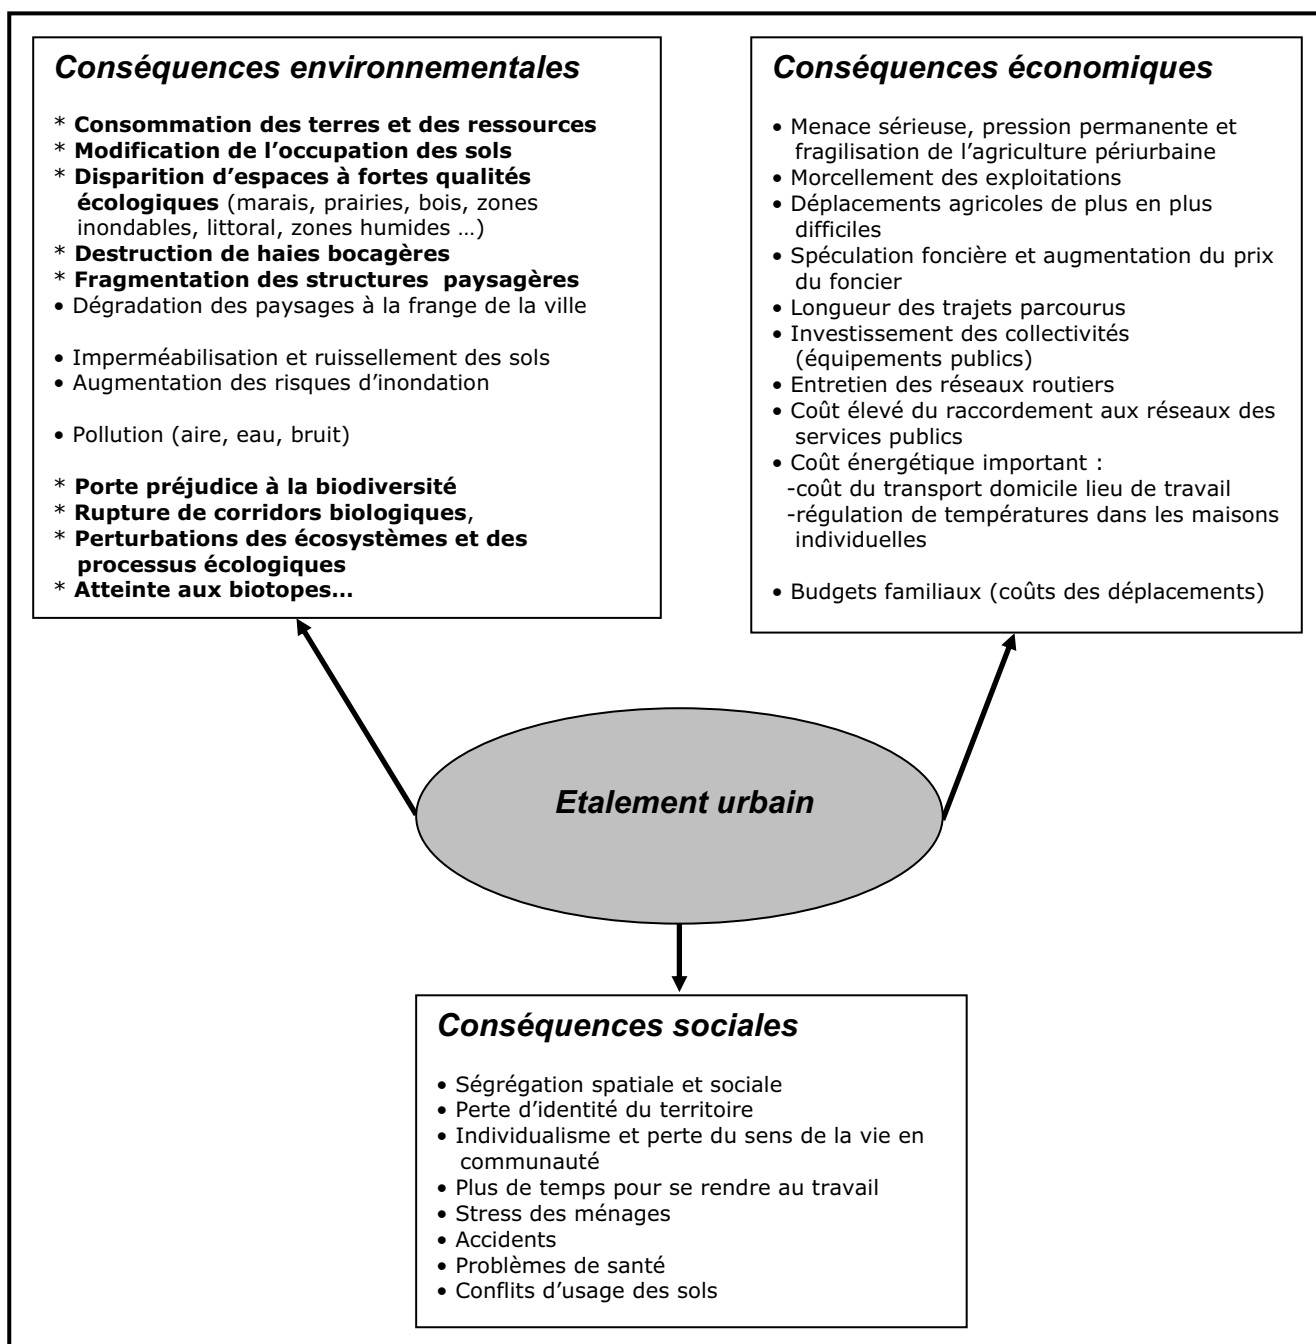 Conséquences environnementales
* Consommation des terres et des ressources
* Modification de l’occupation des sols
* Disparition d’espaces à fortes qualités
écologiques (marais, prairies, bois, zones
inondables, littoral, zones humides …)
* Destruction de haies bocagères
* Fragmentation des structures paysagères
• Dégradation des paysages à la frange de la ville
• Imperméabilisation et ruissellement des sols
• Augmentation des risques d’inondation
• Pollution (aire, eau, bruit)
* Porte préjudice à la biodiversité
* Rupture de corridors biologiques,
* Perturbations des écosystèmes et des
processus écologiques
* Atteinte aux biotopes…
Conséquences économiques
• Menace sérieuse, pression permanente et
fragilisation de l’agriculture périurbaine
• Morcellement des exploitations
• Déplacements agricoles de plus en plus
difficiles
• Spéculation foncière et augmentation du prix
du foncier
• Longueur des trajets parcourus
• Investissement des collectivités
(équipements publics)
• Entretien des réseaux routiers
• Coût élevé du raccordement aux réseaux des
services publics
• Coût énergétique important :
-coût du transport domicile lieu de travail
-régulation de températures dans les maisons
individuelles
• Budgets familiaux (coûts des déplacements)
Etalement urbain
Conséquences sociales
• Ségrégation spatiale et sociale
• Perte d’identité du territoire
• Individualisme et perte du sens de la vie en
communauté
• Plus de temps pour se rendre au travail
• Stress des ménages
• Accidents
• Problèmes de santé
• Conflits d’usage des sols